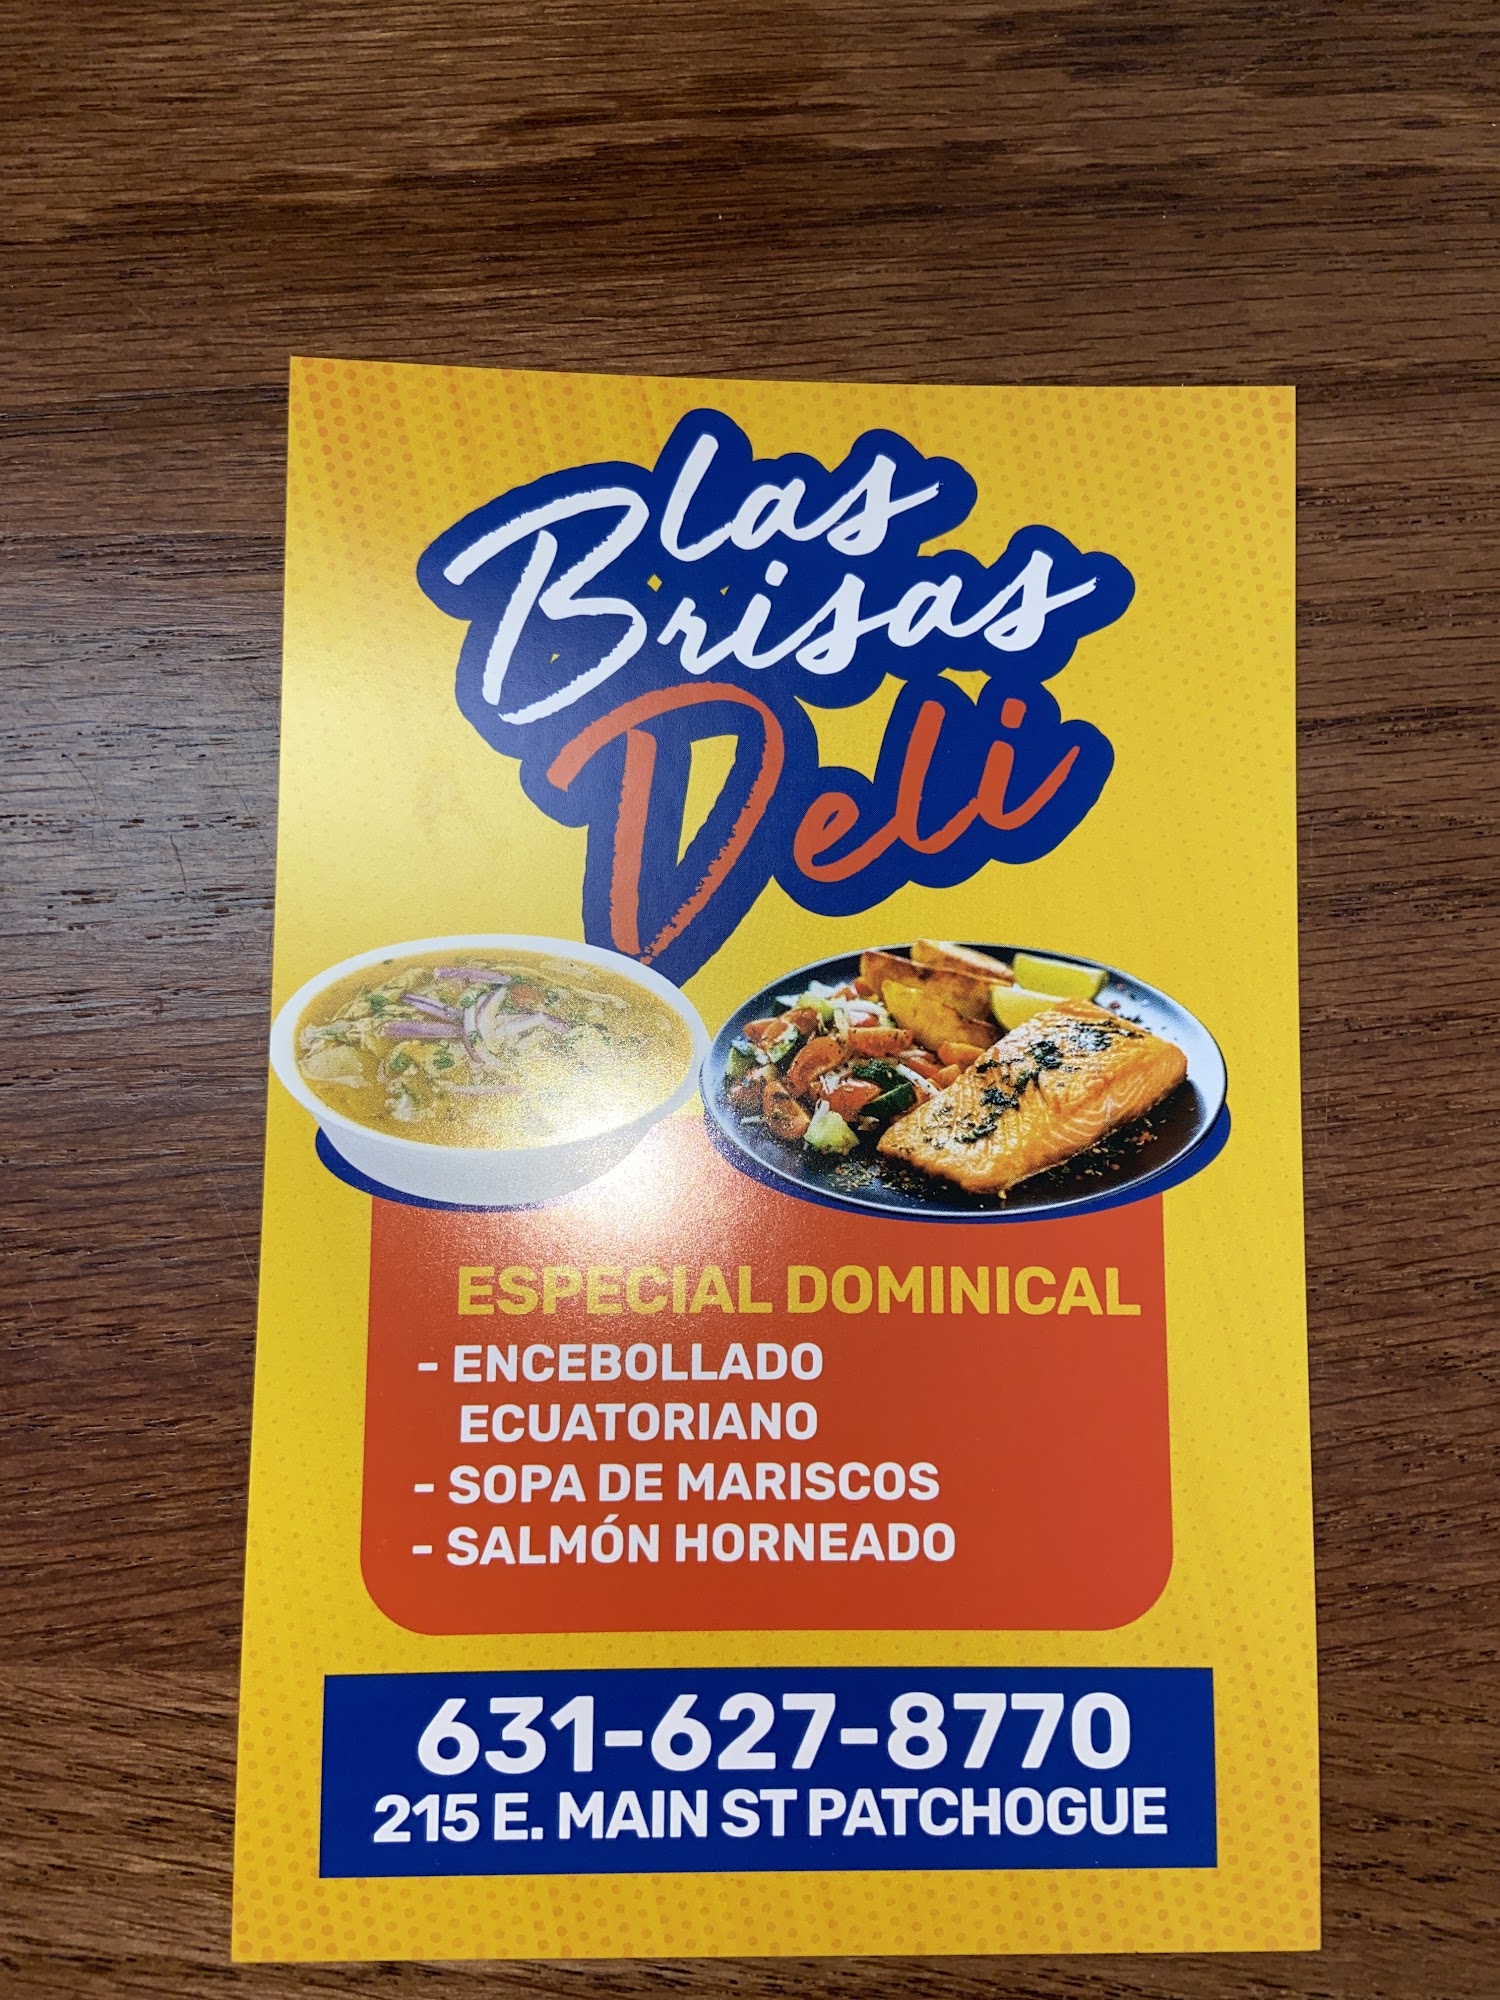 Las
Brisas
Deli
ESPECIAL DOMINICAL
- ENCEBOLLADO
ECUATORIANO
- SOPA DE MARISCOS
- SALMÓN HORNEADO
631-627-8770
215 E. MAIN ST PATCHOGUE